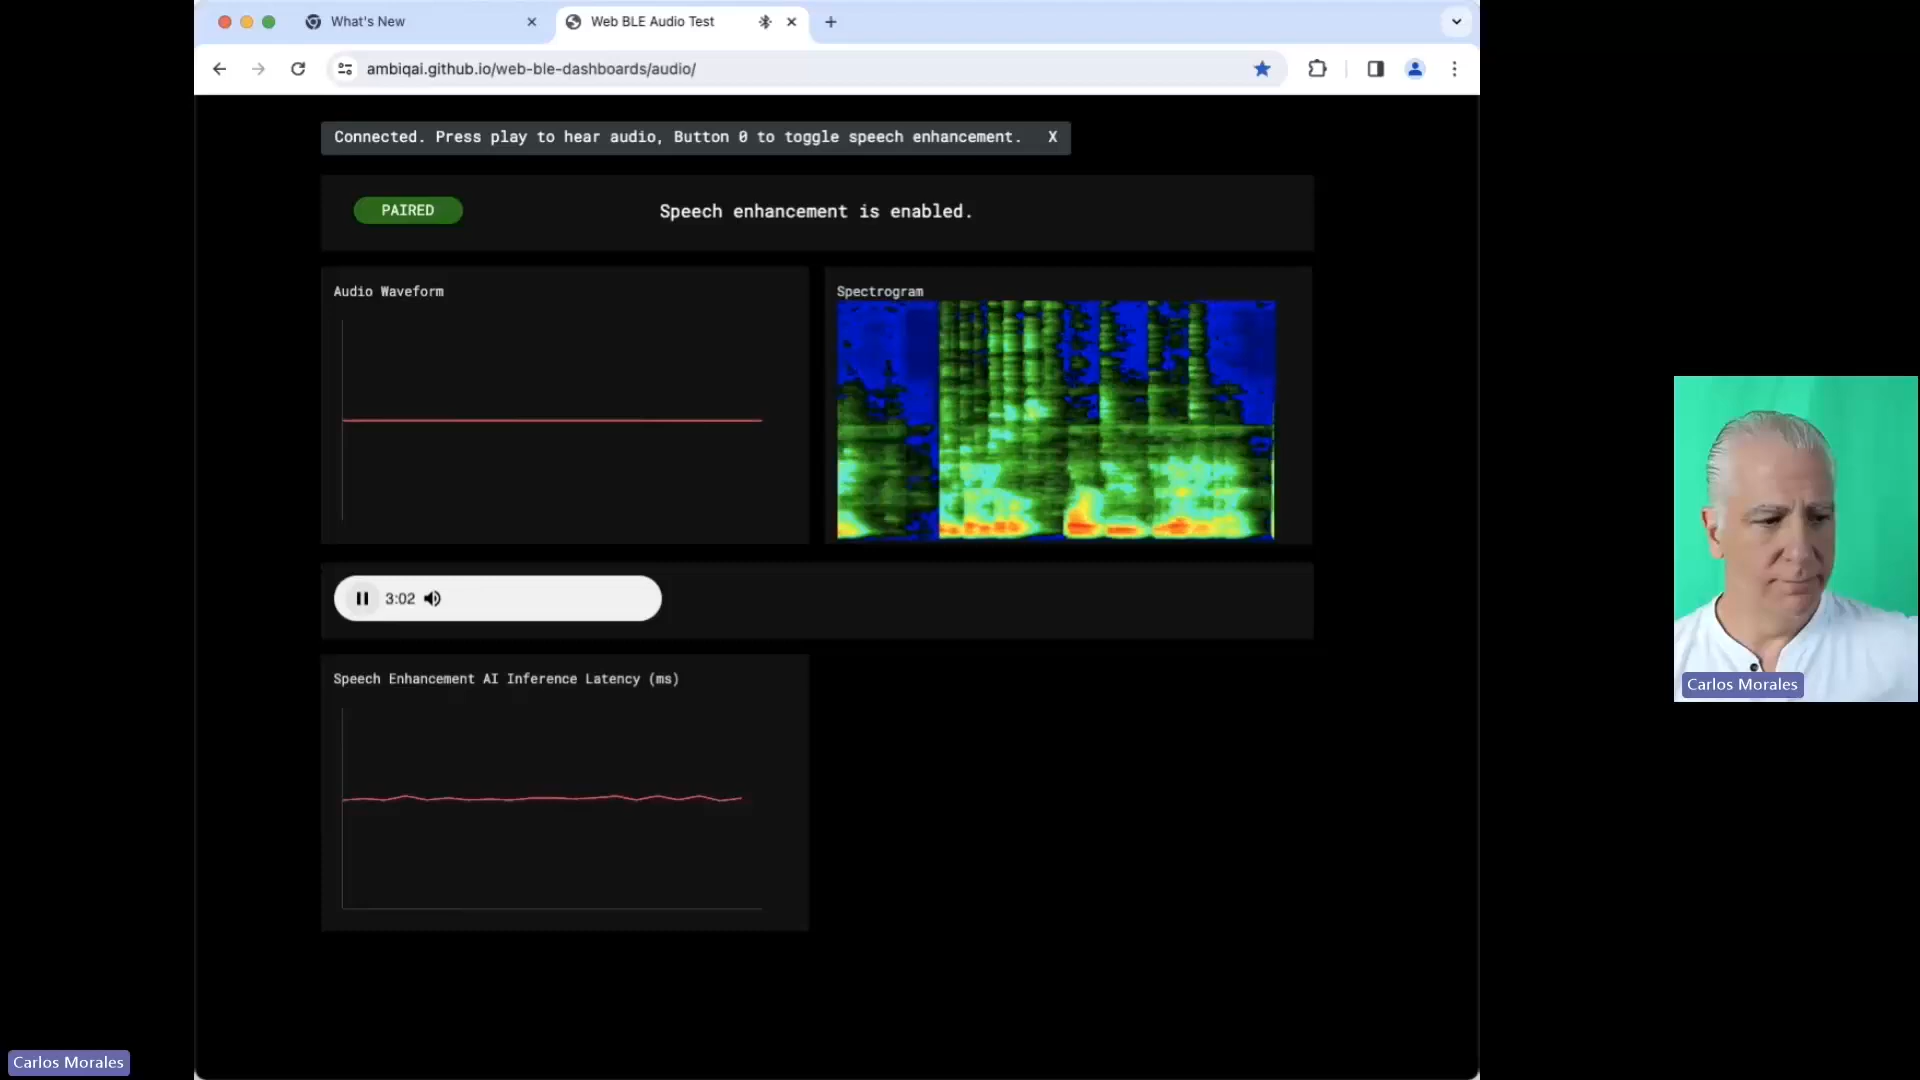 What's New
Web BLE Audio Test
ambiqai.github.io/web-ble-dashboards/audio/
Connected. Press play to hear audio, Button 0 to toggle speech enhancement. X
PAIRED
Speech enhancement is enabled.
Audio Waveform
Spectrogram
3:02
Speech Enhancement AI Inference Latency (ms)
Carlos Morales
Carlos Morales